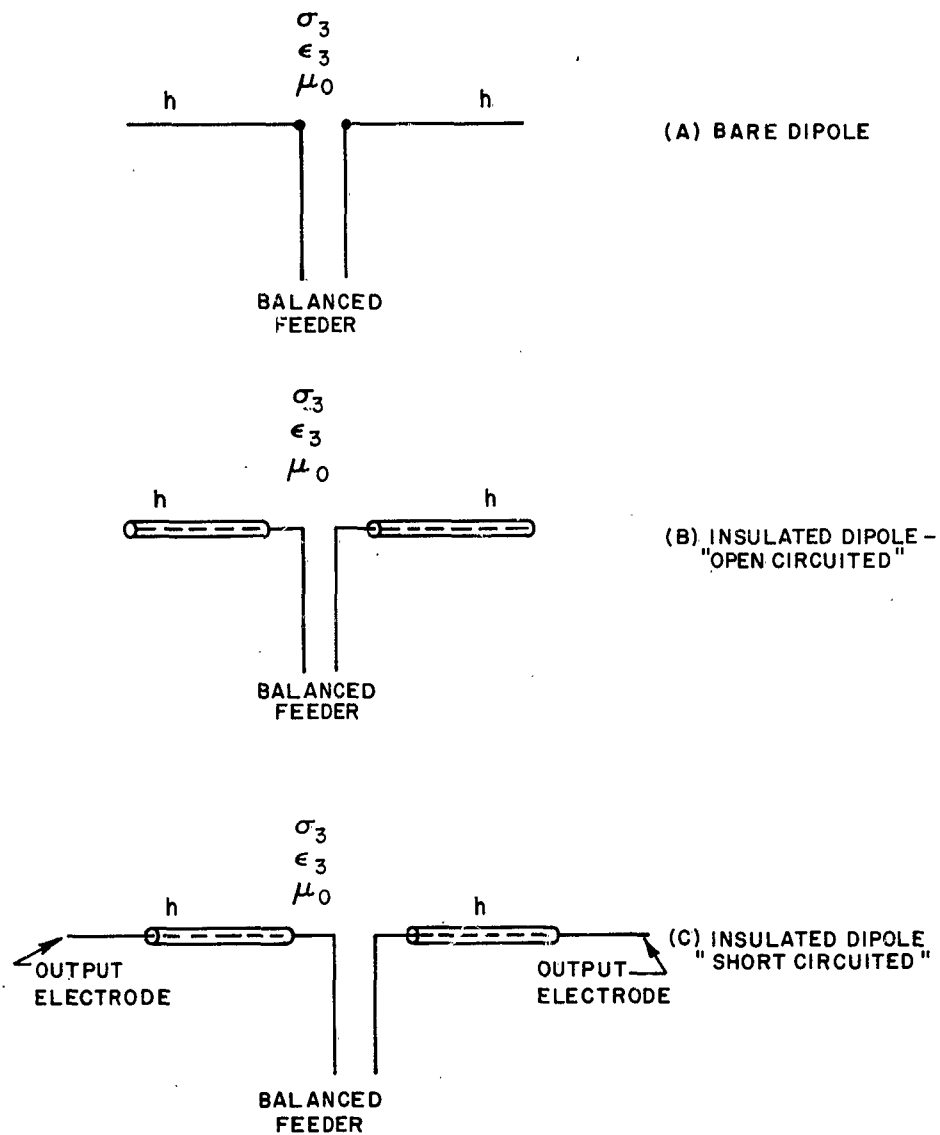 σ₃
ϵ₃
μ₀
h h
(A) BARE DIPOLE
BALANCED
FEEDER
σ₃
ϵ₃
μ₀
h h
(B) INSULATED DIPOLE –
"OPEN CIRCUITED"
BALANCED
FEEDER
σ₃
ϵ₃
μ₀
h h
(C) INSULATED DIPOLE
"SHORT CIRCUITED"
OUTPUT
ELECTRODE
OUTPUT
ELECTRODE
BALANCED
FEEDER